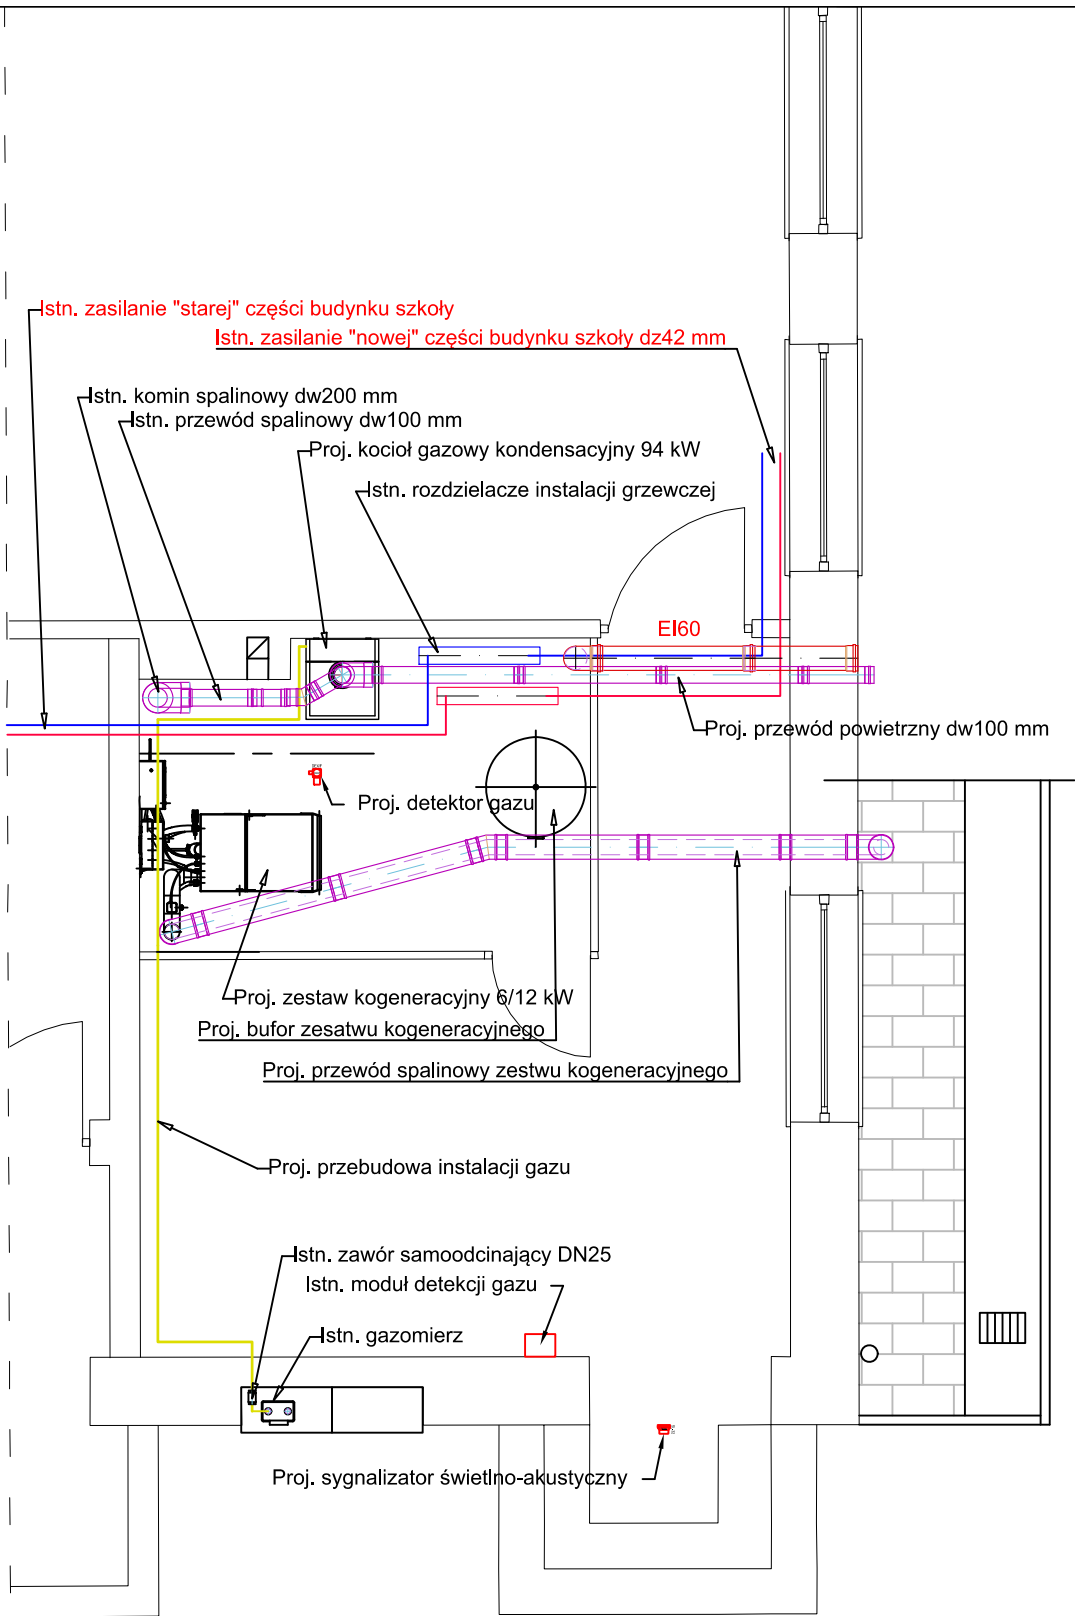 Istn. zasilanie "starej" części budynku szkoły
Istn. zasilanie "nowej" części budynku szkoły dz42 mm
Istn. komin spalinowy dw200 mm
Istn. przewód spalinowy dw100 mm
Proj. kocioł gazowy kondensacyjny 94 kW
Istn. rozdzielacze instalacji grzewczej
EI60
Proj. przewód powietrzny dw100 mm
Proj. detektor gazu
Proj. zestaw kogeneracyjny 6/12 kW
Proj. bufor zesatwu kogeneracyjnego
Proj. przewód spalinowy zestwu kogeneracyjnego
Proj. przebudowa instalacji gazu
Istn. zawór samoodcinający DN25
Istn. moduł detekcji gazu
Istn. gazomierz
Proj. sygnalizator świetlno-akustyczny